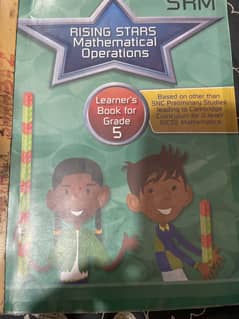 SRM
RISING STARS
Mathematical
Operations
Learner's
Book for
Grade
5
Based on other than
SNC Preliminary Studies
leading to Cambridge
Curriculum for O level
IGCSE Mathematics